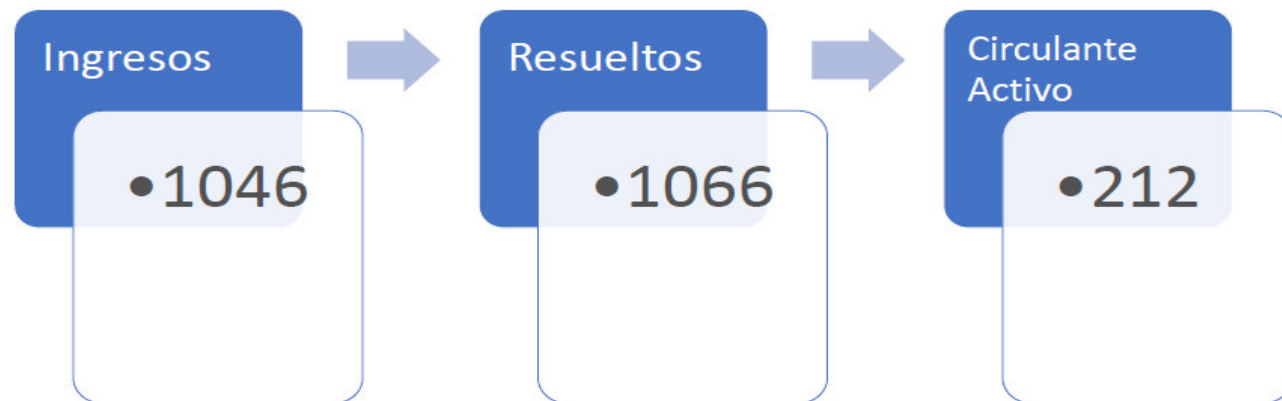 Ingresos
•1046
Resueltos
•1066
Circulante
Activo
•212